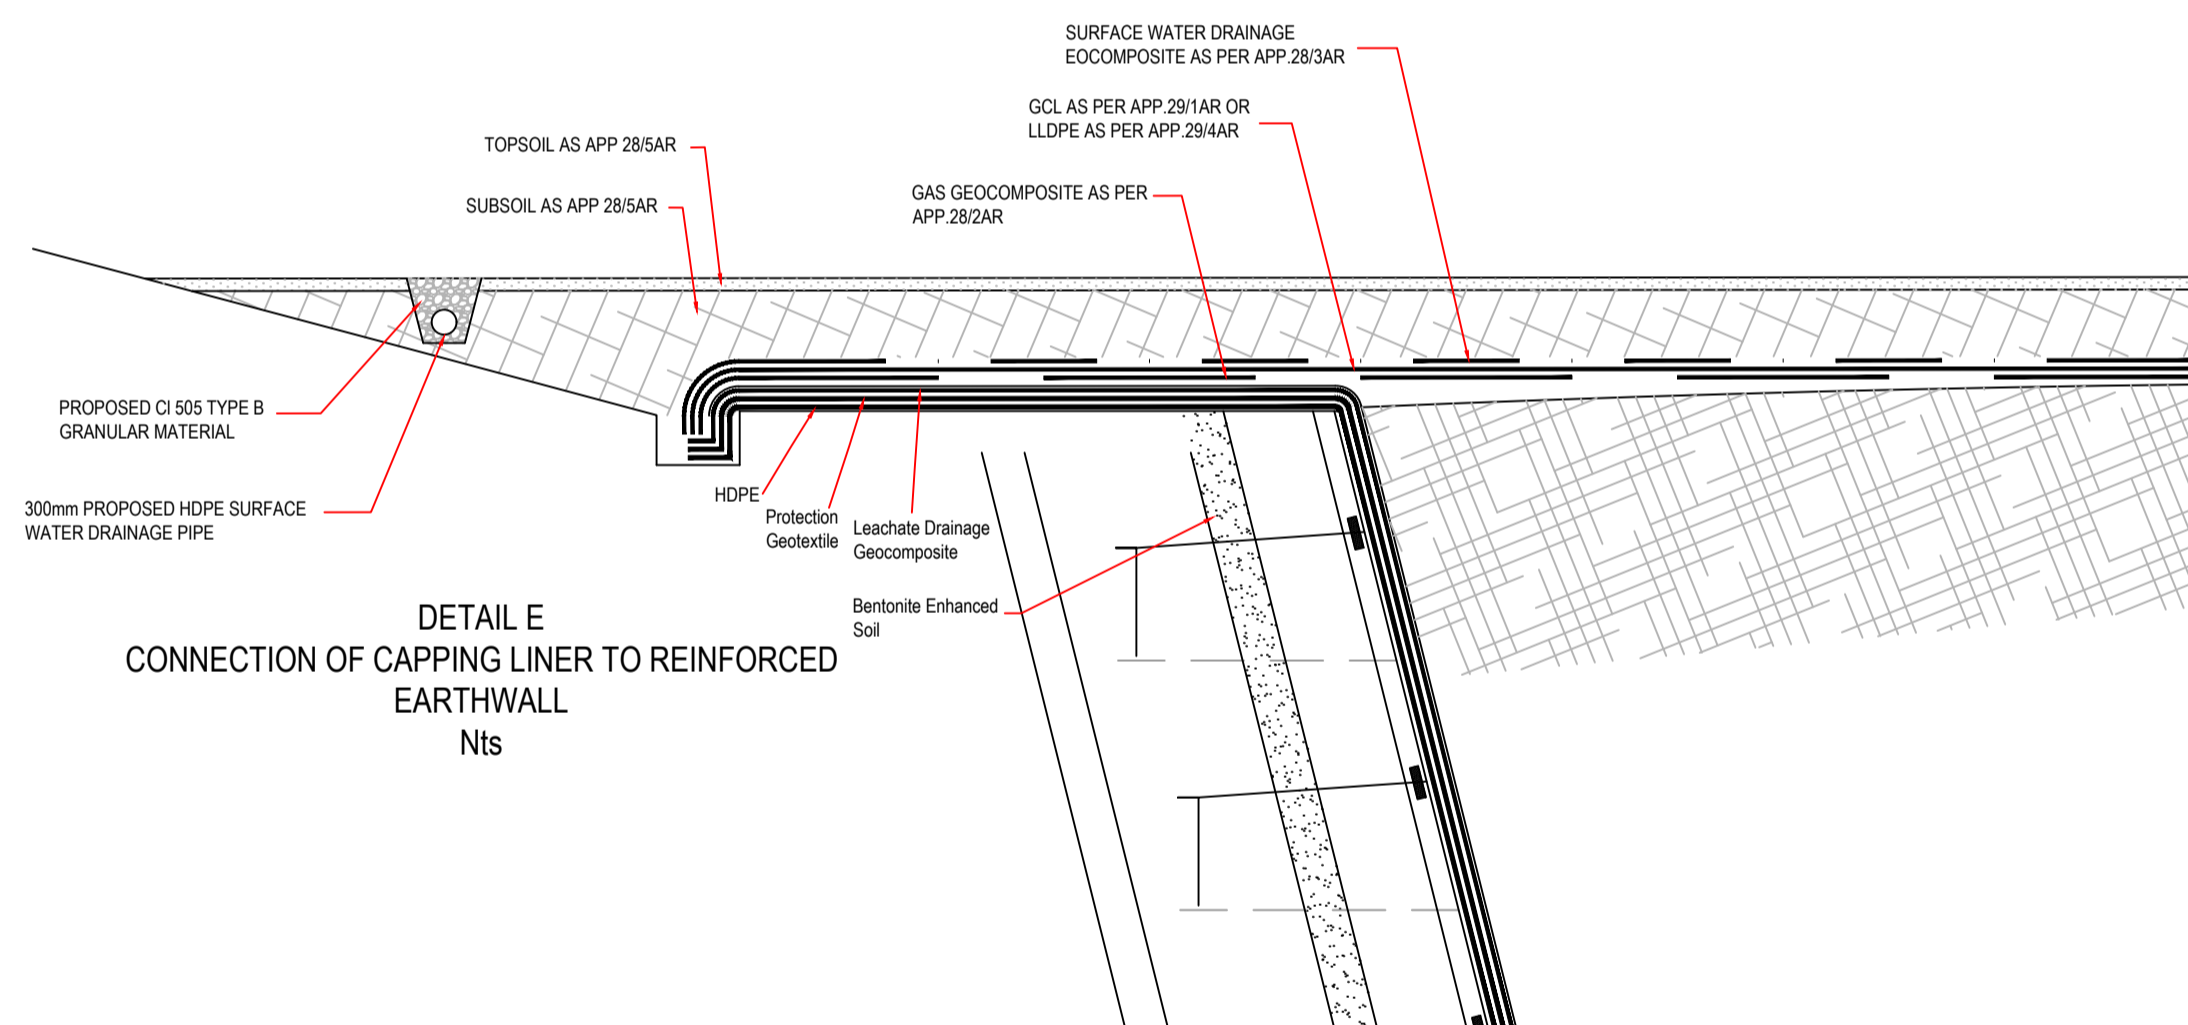 SURFACE WATER DRAINAGE
EOCOMPOSITE AS PER APP.28/3AR
GCL AS PER APP.29/1AR OR
LLDPE AS PER APP.29/4AR
TOPSOIL AS APP 28/5AR
GAS GEOCOMPOSITE AS PER
APP.28/2AR
SUBSOIL AS APP 28/5AR
PROPOSED CI 505 TYPE B
GRANULAR MATERIAL
300mm PROPOSED HDPE SURFACE
WATER DRAINAGE PIPE
HDPE
Protection
Geotextile
Leachate Drainage
Geocomposite
Bentonite Enhanced
Soil
DETAIL E
CONNECTION OF CAPPING LINER TO REINFORCED
EARTHWALL
Nts